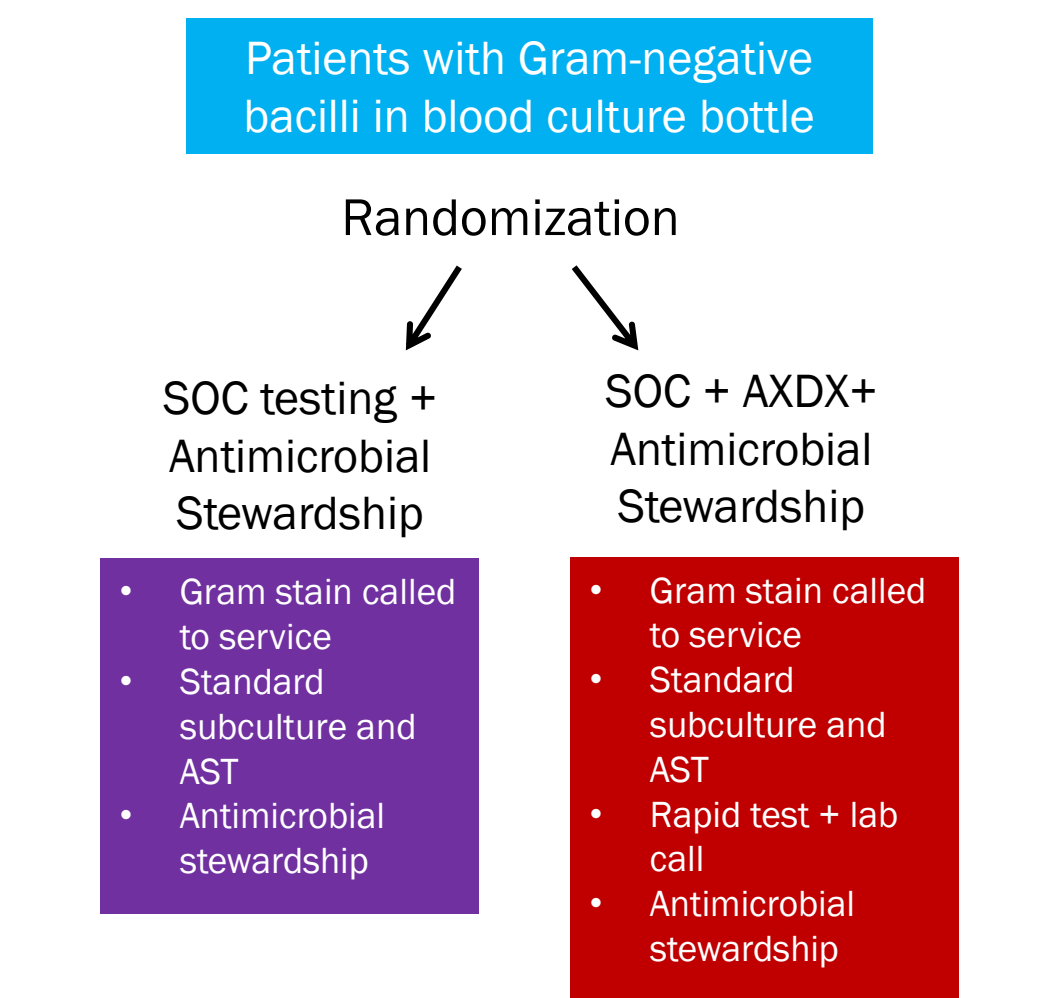 Patients with Gram-negative
bacilli in blood culture bottle
Randomization
SOC testing +
Antimicrobial
Stewardship
• Gram stain called
to service
• Standard
subculture and
AST
• Antimicrobial
stewardship
SOC + AXDX+
Antimicrobial
Stewardship
• Gram stain called
to service
• Standard
subculture and
AST
• Rapid test + lab
call
• Antimicrobial
stewardship